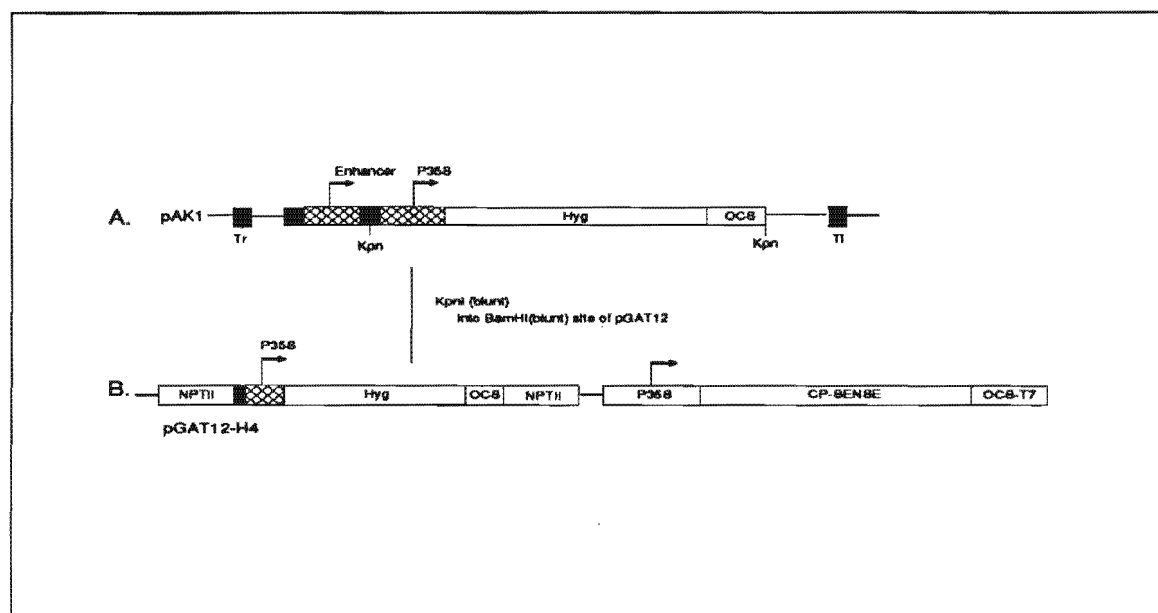 Enhancer P35S
A. pAK1 Hyg OCS
Tr Kpn Kpn Tl
KpnI (blunt)
into BamHI(blunt) site of pGAT12
P35S
B. NPTII Hyg OCS NPTII P35S CP-SENSE OCS-T7
pGAT12-H4